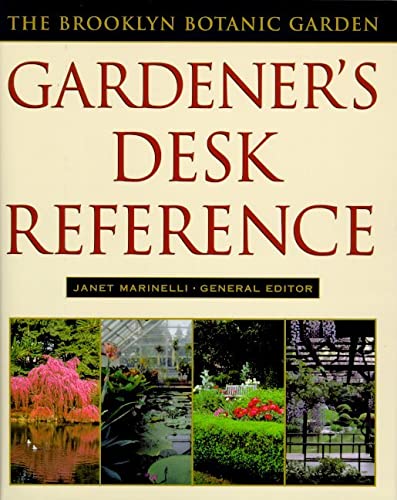 THE BROOKLYN BOTANIC GARDEN
GARDENER'S
DESK
REFERENCE
JANET MARINELLI · GENERAL EDITOR